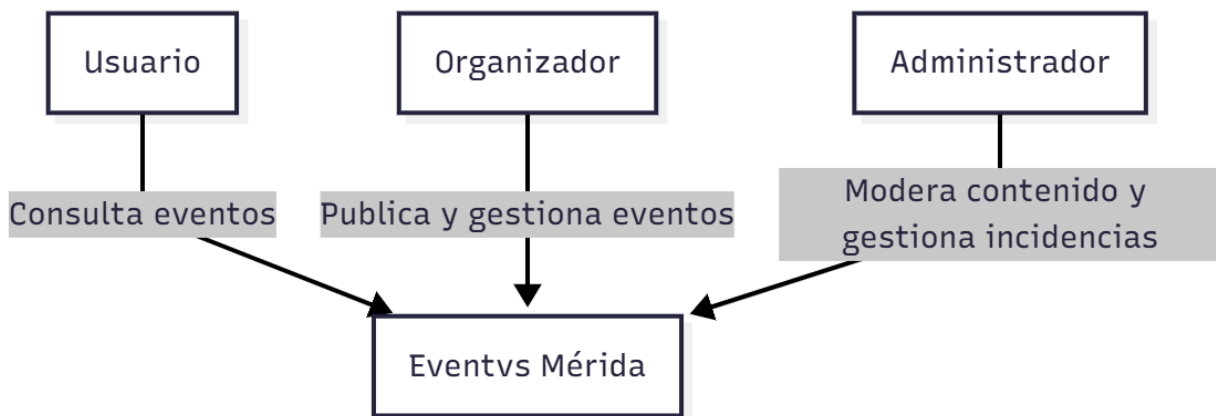 Usuario
Organizador
Administrador
Consulta eventos
Publica y gestiona eventos
Modera contenido y
gestiona incidencias
Eventvs Mérida